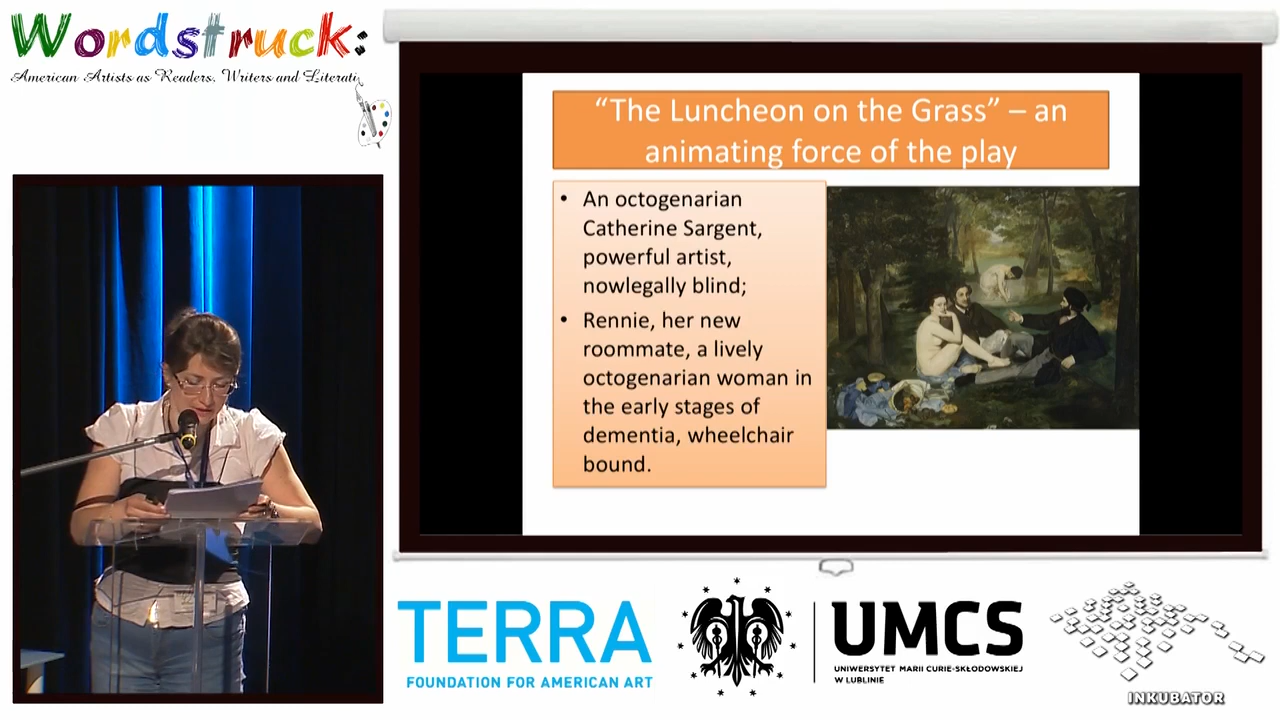 Wordstruck:
American Artists as Readers, Writers and Literati
“The Luncheon on the Grass” – an
animating force of the play
• An octogenarian
Catherine Sargent,
powerful artist,
nowlegally blind;
• Rennie, her new
roommate, a lively
octogenarian woman in
the early stages of
dementia, wheelchair
bound.
TERRA
FOUNDATION FOR AMERICAN ART
UMCS
UNIWERSYTET MARII CURIE-SKŁODOWSKIEJ
W LUBLINIE
INKUBATOR